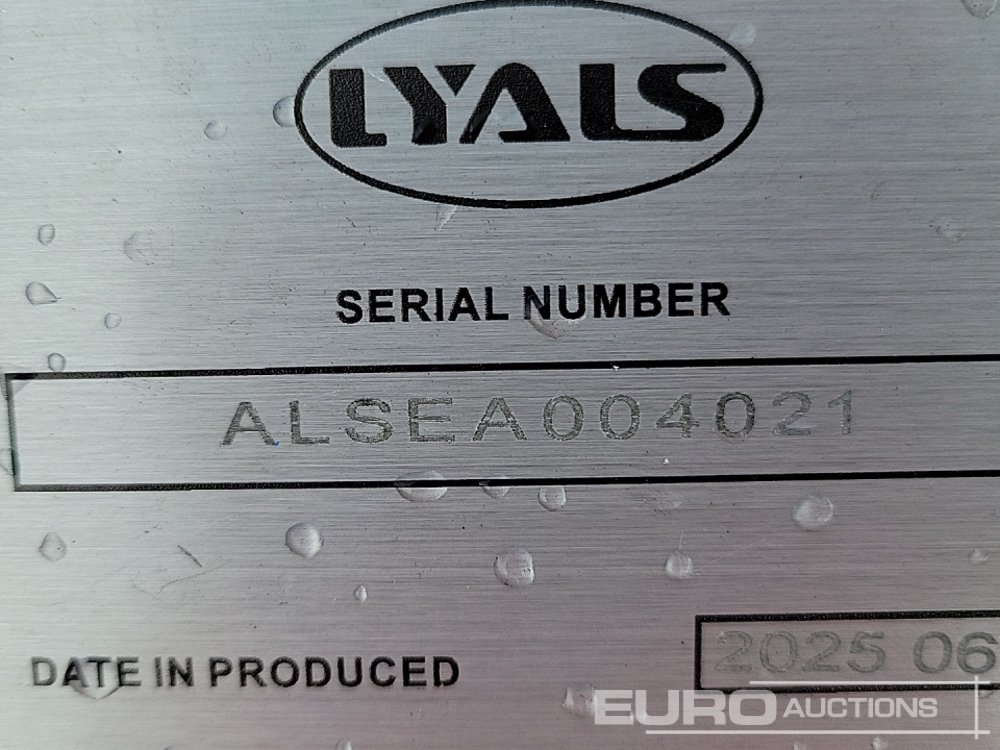 LYALS
SERIAL NUMBER
ALSEA004021
DATE IN PRODUCED
2025 06
EURO AUCTIONS